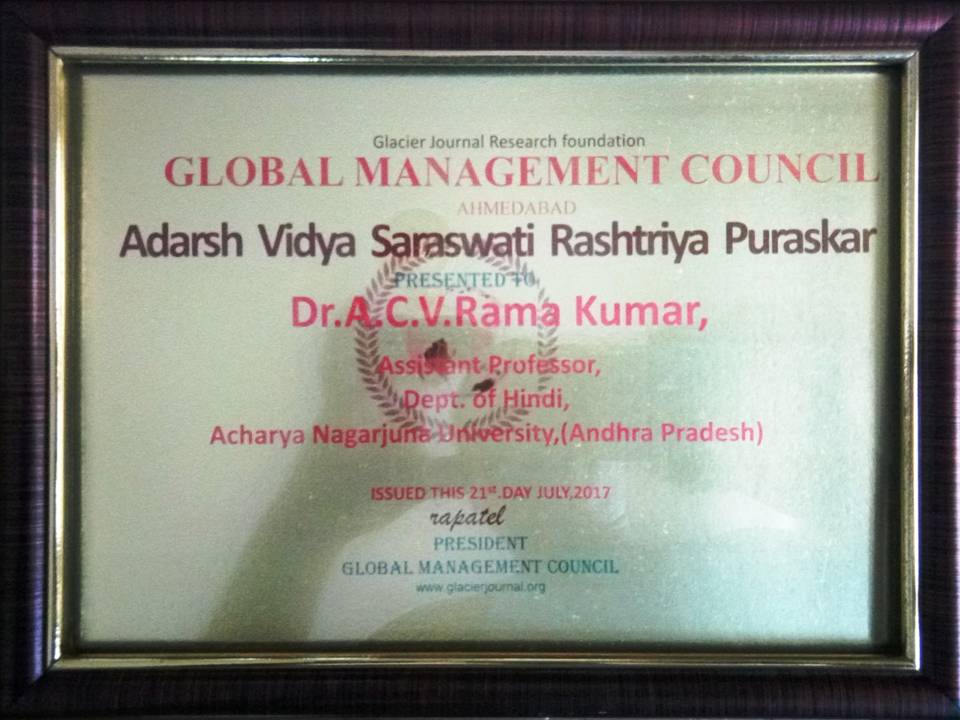 Glacier Journal Research foundation
GLOBAL MANAGEMENT COUNCIL
AHMEDABAD
Adarsh Vidya Saraswati Rashtriya Puraskar
PRESENTED TO
Dr.A.C.V.Rama Kumar,
Assistant Professor,
Dept. of Hindi,
Acharya Nagarjuna University,(Andhra Pradesh)
ISSUED THIS 21st.DAY JULY,2017
rapatel
PRESIDENT
GLOBAL MANAGEMENT COUNCIL
www.glacierjournal.org